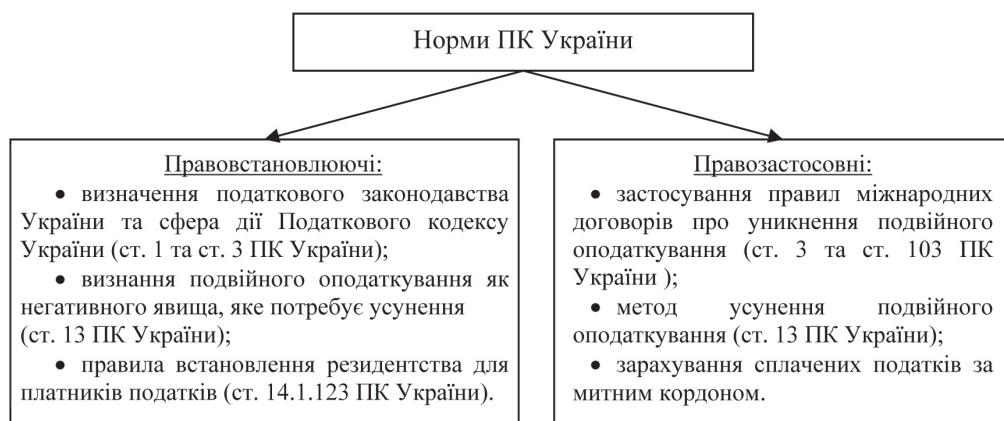 Норми ПК України
Правовстановлюючі:
• визначення податкового законодавства
України та сфера дії Податкового кодексу
України (ст. 1 та ст. 3 ПК України);
• визнання подвійного оподаткування як
негативного явища, яке потребує усунення
(ст. 13 ПК України);
• правила встановлення резидентства для
платників податків (ст. 14.1.123 ПК України).
Правозастосовні:
• застосування правил міжнародних
договорів про уникнення подвійного
оподаткування (ст. 3 та ст. 103 ПК
України );
• метод усунення подвійного
оподаткування (ст. 13 ПК України);
• зарахування сплачених податків за
митним кордоном.